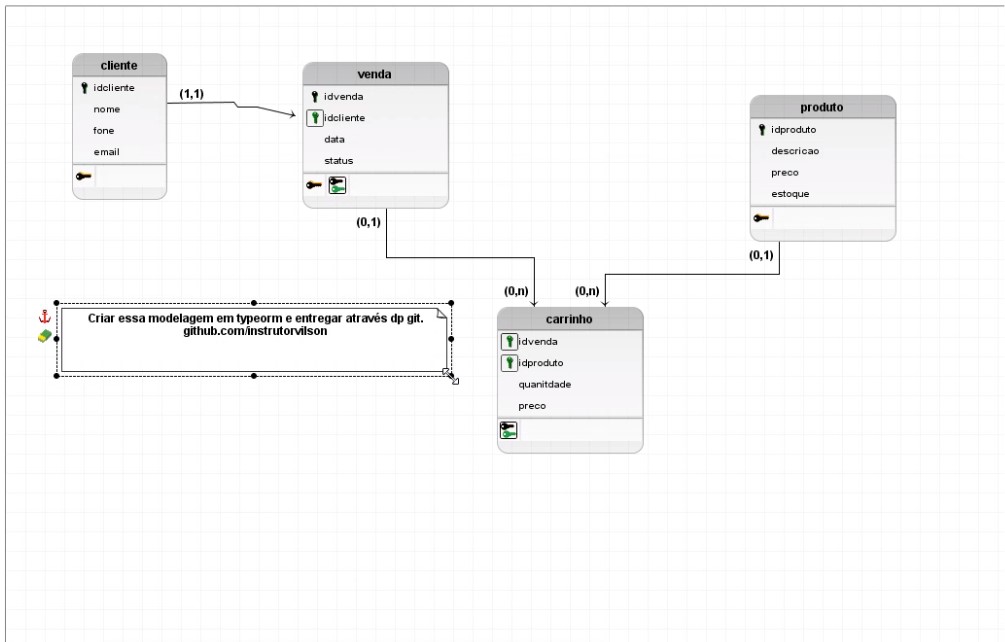 cliente
idcliente
nome
fone
email
(1,1)
venda
idvenda
idcliente
data
status
(0,1)
produto
idproduto
descricao
preco
estoque
(0,1)
(0,n)
(0,n)
Criar essa modelagem em typeorm e entregar através dp git.
github.com/instrutorvilson
carrinho
idvenda
idproduto
quanitdade
preco